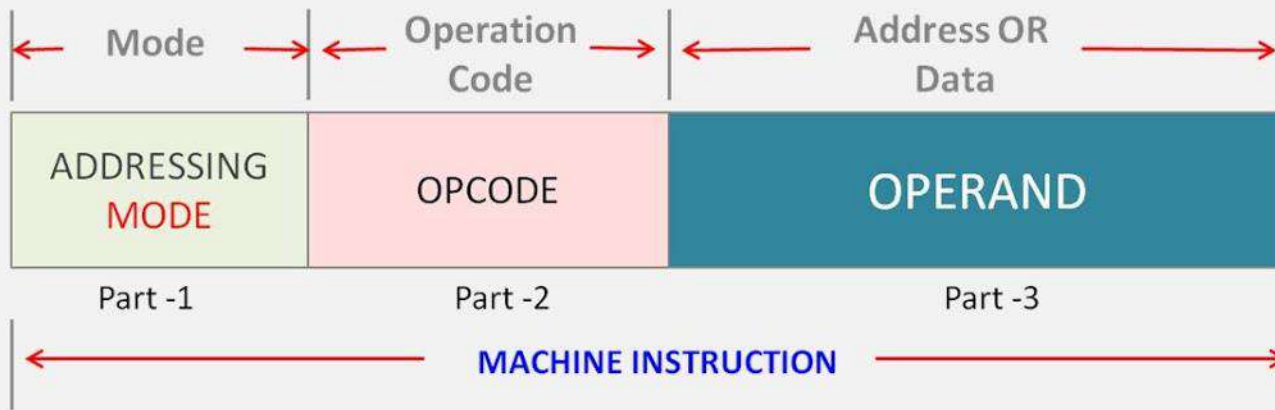 Mode
Operation
Code
Address OR
Data
ADDRESSING
MODE
OPCODE
OPERAND
Part -1
Part -2
Part -3
MACHINE INSTRUCTION